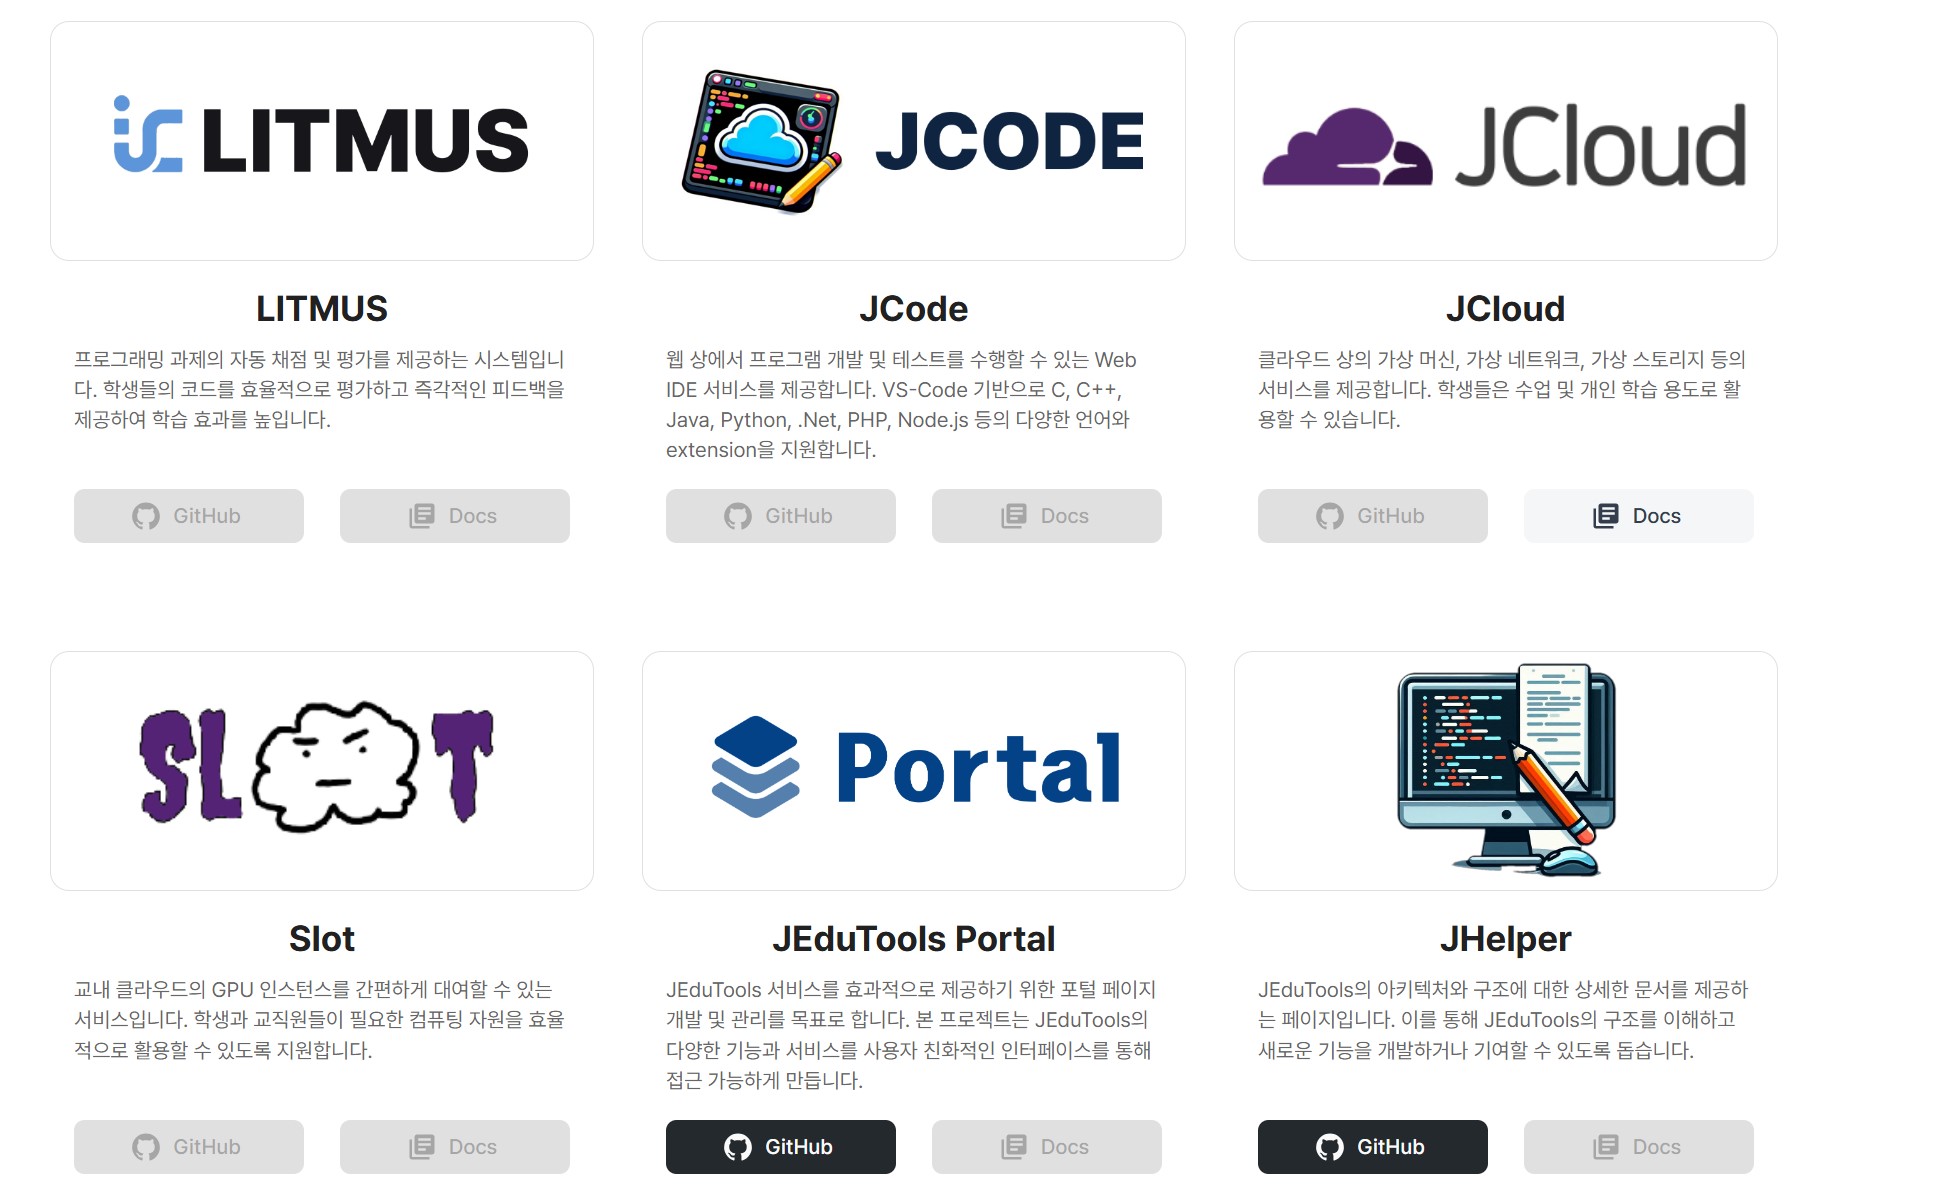 LITMUS
JCODE
JCloud
LITMUS
프로그래밍 과제의 자동 채점 및 평가를 제공하는 시스템입니
다. 학생들의 코드를 효율적으로 평가하고 즉각적인 피드백을
제공하여 학습 효과를 높입니다.
GitHub
Docs
JCode
웹 상에서 프로그램 개발 및 테스트를 수행할 수 있는 Web
IDE 서비스를 제공합니다. VS-Code 기반으로 C, C++,
Java, Python, .Net, PHP, Node.js 등의 다양한 언어와
extension을 지원합니다.
GitHub
Docs
JCloud
클라우드 상의 가상 머신, 가상 네트워크, 가상 스토리지 등의
서비스를 제공합니다. 학생들은 수업 및 개인 학습 용도로 활
용할 수 있습니다.
GitHub
Docs
SL T
Portal
Slot
교내 클라우드의 GPU 인스턴스를 간편하게 대여할 수 있는
서비스입니다. 학생과 교직원들이 필요한 컴퓨팅 자원을 효율
적으로 활용할 수 있도록 지원합니다.
GitHub
Docs
JEduTools Portal
JEduTools 서비스를 효과적으로 제공하기 위한 포털 페이지
개발 및 관리를 목표로 합니다. 본 프로젝트는 JEduTools의
다양한 기능과 서비스를 사용자 친화적인 인터페이스를 통해
접근 가능하게 만듭니다.
GitHub
Docs
JHelper
JEduTools의 아키텍처와 구조에 대한 상세한 문서를 제공하
는 페이지입니다. 이를 통해 JEduTools의 구조를 이해하고
새로운 기능을 개발하거나 기여할 수 있도록 돕습니다.
GitHub
Docs